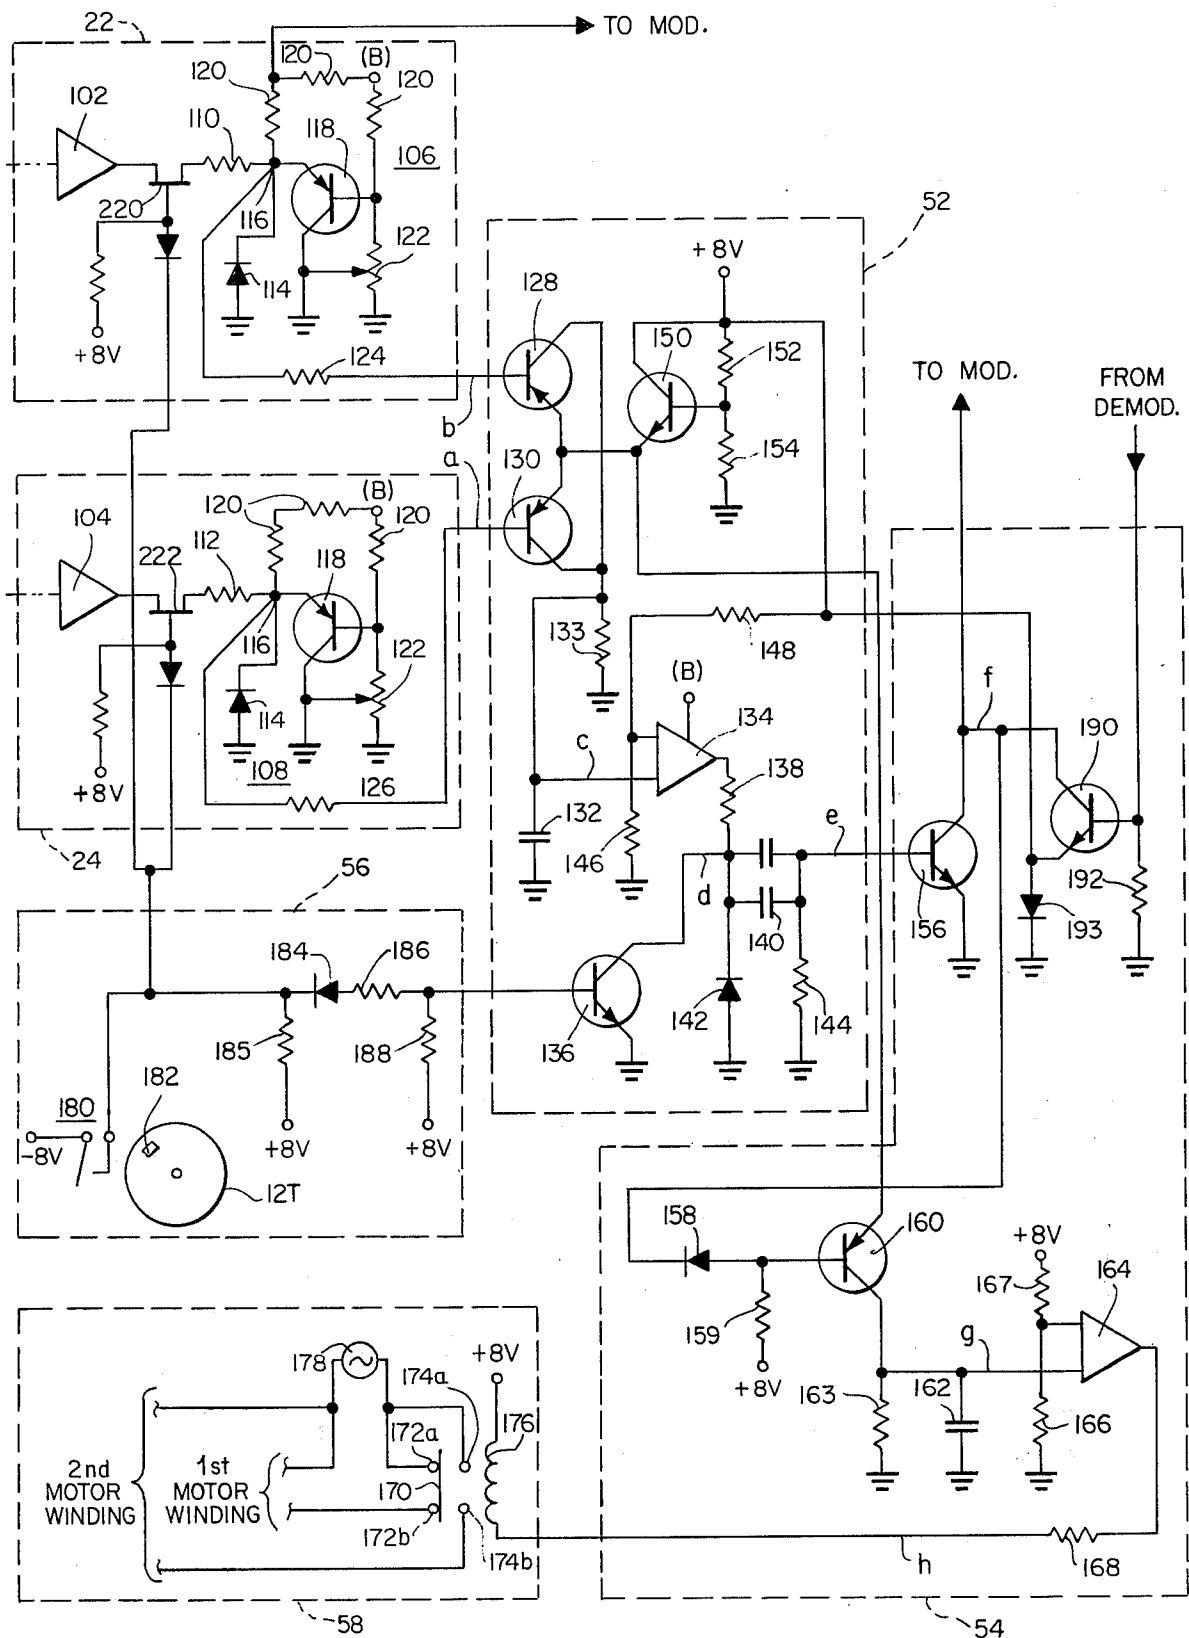 22
TO MOD.
120
(B)
120
120
102
110
118
106
220
116
122
114
+8V
124
b
52
+8V
128
150
152
154
a
130
TO MOD.
FROM
DEMOD.
120
(B)
120
104
222
112
118
116
122
114
+8V
108
126
24
133
148
(B)
134
c
138
132
146
e
d
140
142
144
136
f
190
156
193
192
56
184
186
185
188
182
180
-8V
+8V
+8V
12T
158
160
159
+8V
+8V
167
164
g
163
162
166
178
174a
+8V
172a
176
2nd
MOTOR
WINDING
1st
MOTOR
WINDING
170
172b
174b
h
168
58
54